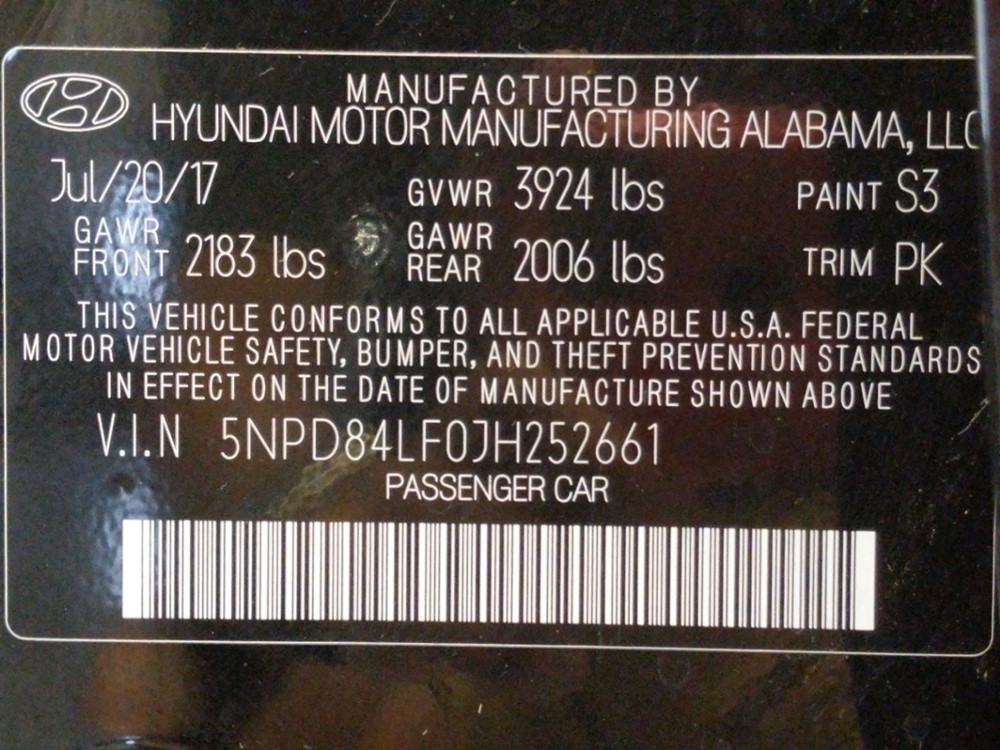 MANUFACTURED BY
HYUNDAI MOTOR MANUFACTURING ALABAMA, LLC
Jul/20/17 GVWR 3924 lbs PAINT S3
GAWR FRONT 2183 lbs GAWR REAR 2006 lbs TRIM PK
THIS VEHICLE CONFORMS TO ALL APPLICABLE U.S.A. FEDERAL
MOTOR VEHICLE SAFETY, BUMPER, AND THEFT PREVENTION STANDARDS
IN EFFECT ON THE DATE OF MANUFACTURE SHOWN ABOVE
V.I.N 5NPD84LF0JH252661
PASSENGER CAR